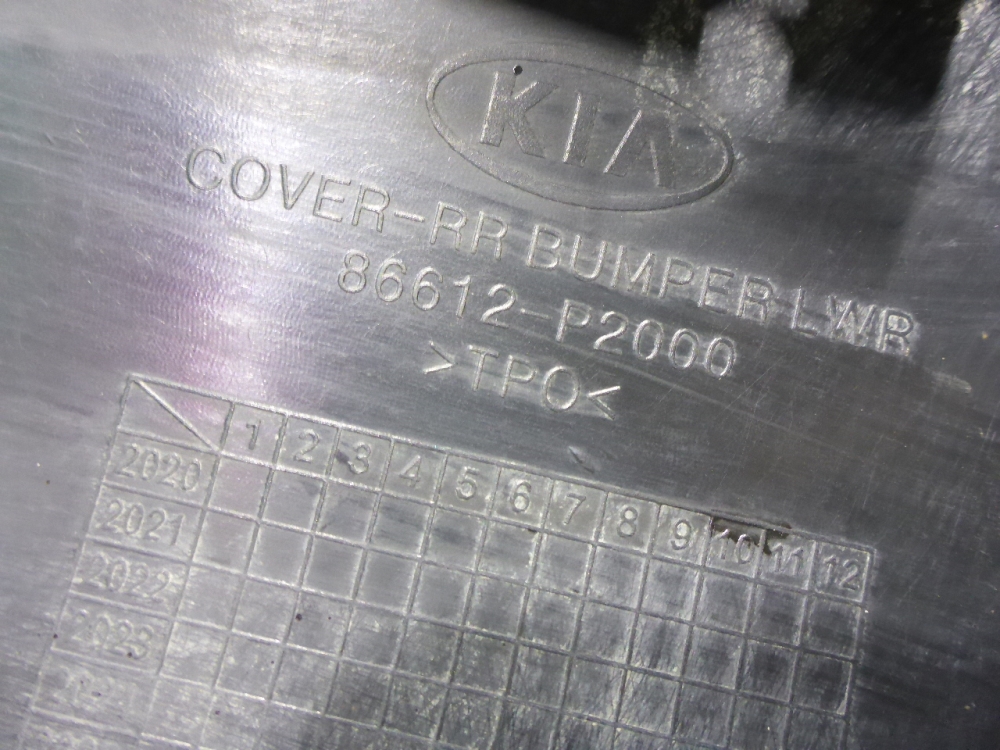 KIA
COVER-RR BUMPER LWR
86612-P2000
>TPO<
1 2 3 4 5 6 7 8 9 10 11 12
2020
2021
2022
2023